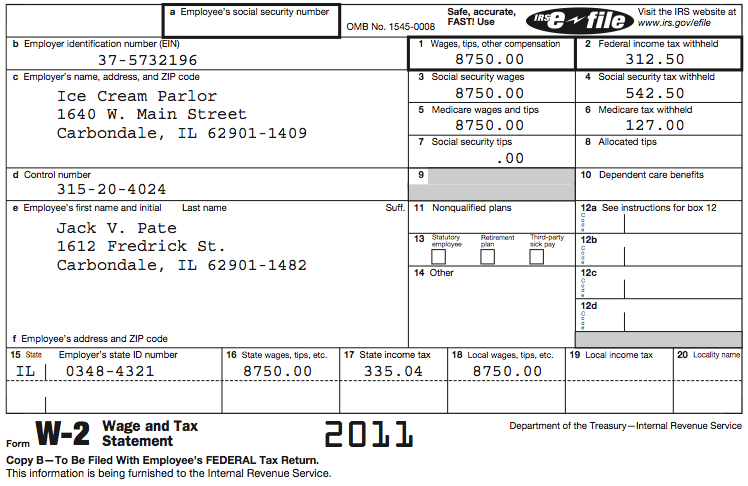 a Employee's social security number
OMB No. 1545-0008
Safe, accurate,
FAST! Use
IRS e-file
Visit the IRS website at
www.irs.gov/efile
b Employer identification number (EIN)
37-5732196
1 Wages, tips, other compensation
8750.00
2 Federal income tax withheld
312.50
c Employer's name, address, and ZIP code
Ice Cream Parlor
1640 W. Main Street
Carbondale, IL 62901-1409
3 Social security wages
8750.00
4 Social security tax withheld
542.50
5 Medicare wages and tips
8750.00
6 Medicare tax withheld
127.00
7 Social security tips
.00
8 Allocated tips
d Control number
315-20-4024
9
10 Dependent care benefits
e Employee's first name and initial Last name Suff.
Jack V. Pate
1612 Fredrick St.
Carbondale, IL 62901-1482
11 Nonqualified plans
12a See instructions for box 12
Code
13 Statutory employee Retirement plan Third-party sick pay
12b
Code
14 Other
12c
Code
12d
Code
f Employee's address and ZIP code
15 State Employer's state ID number
IL 0348-4321
16 State wages, tips, etc.
8750.00
17 State income tax
335.04
18 Local wages, tips, etc.
8750.00
19 Local income tax
20 Locality name
Form W-2 Wage and Tax
Statement
2011
Department of the Treasury—Internal Revenue Service
Copy B—To Be Filed With Employee's FEDERAL Tax Return.
This information is being furnished to the Internal Revenue Service.